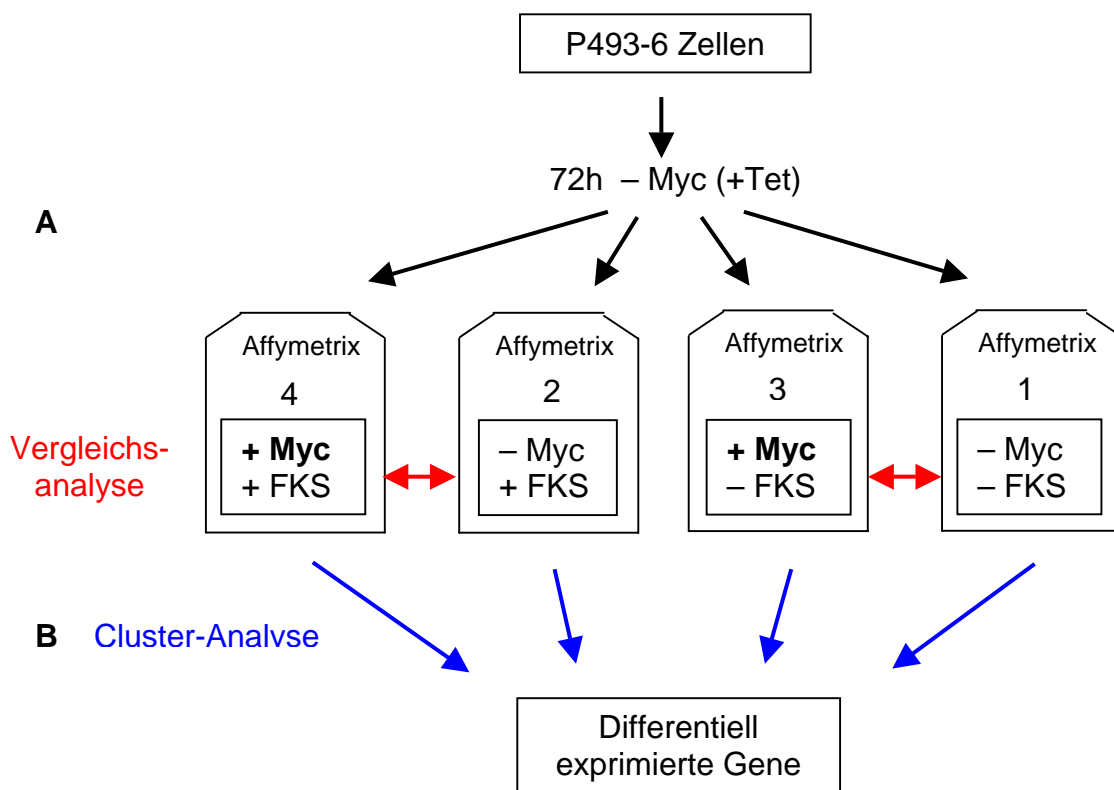 P493-6 Zellen
72h – Myc (+Tet)
A
Affymetrix
4
+ Myc
+ FKS
Affymetrix
2
– Myc
+ FKS
Affymetrix
3
+ Myc
– FKS
Affymetrix
1
– Myc
– FKS
Vergleichs-
analyse
B Cluster-Analyse
Differentiell
exprimierte Gene